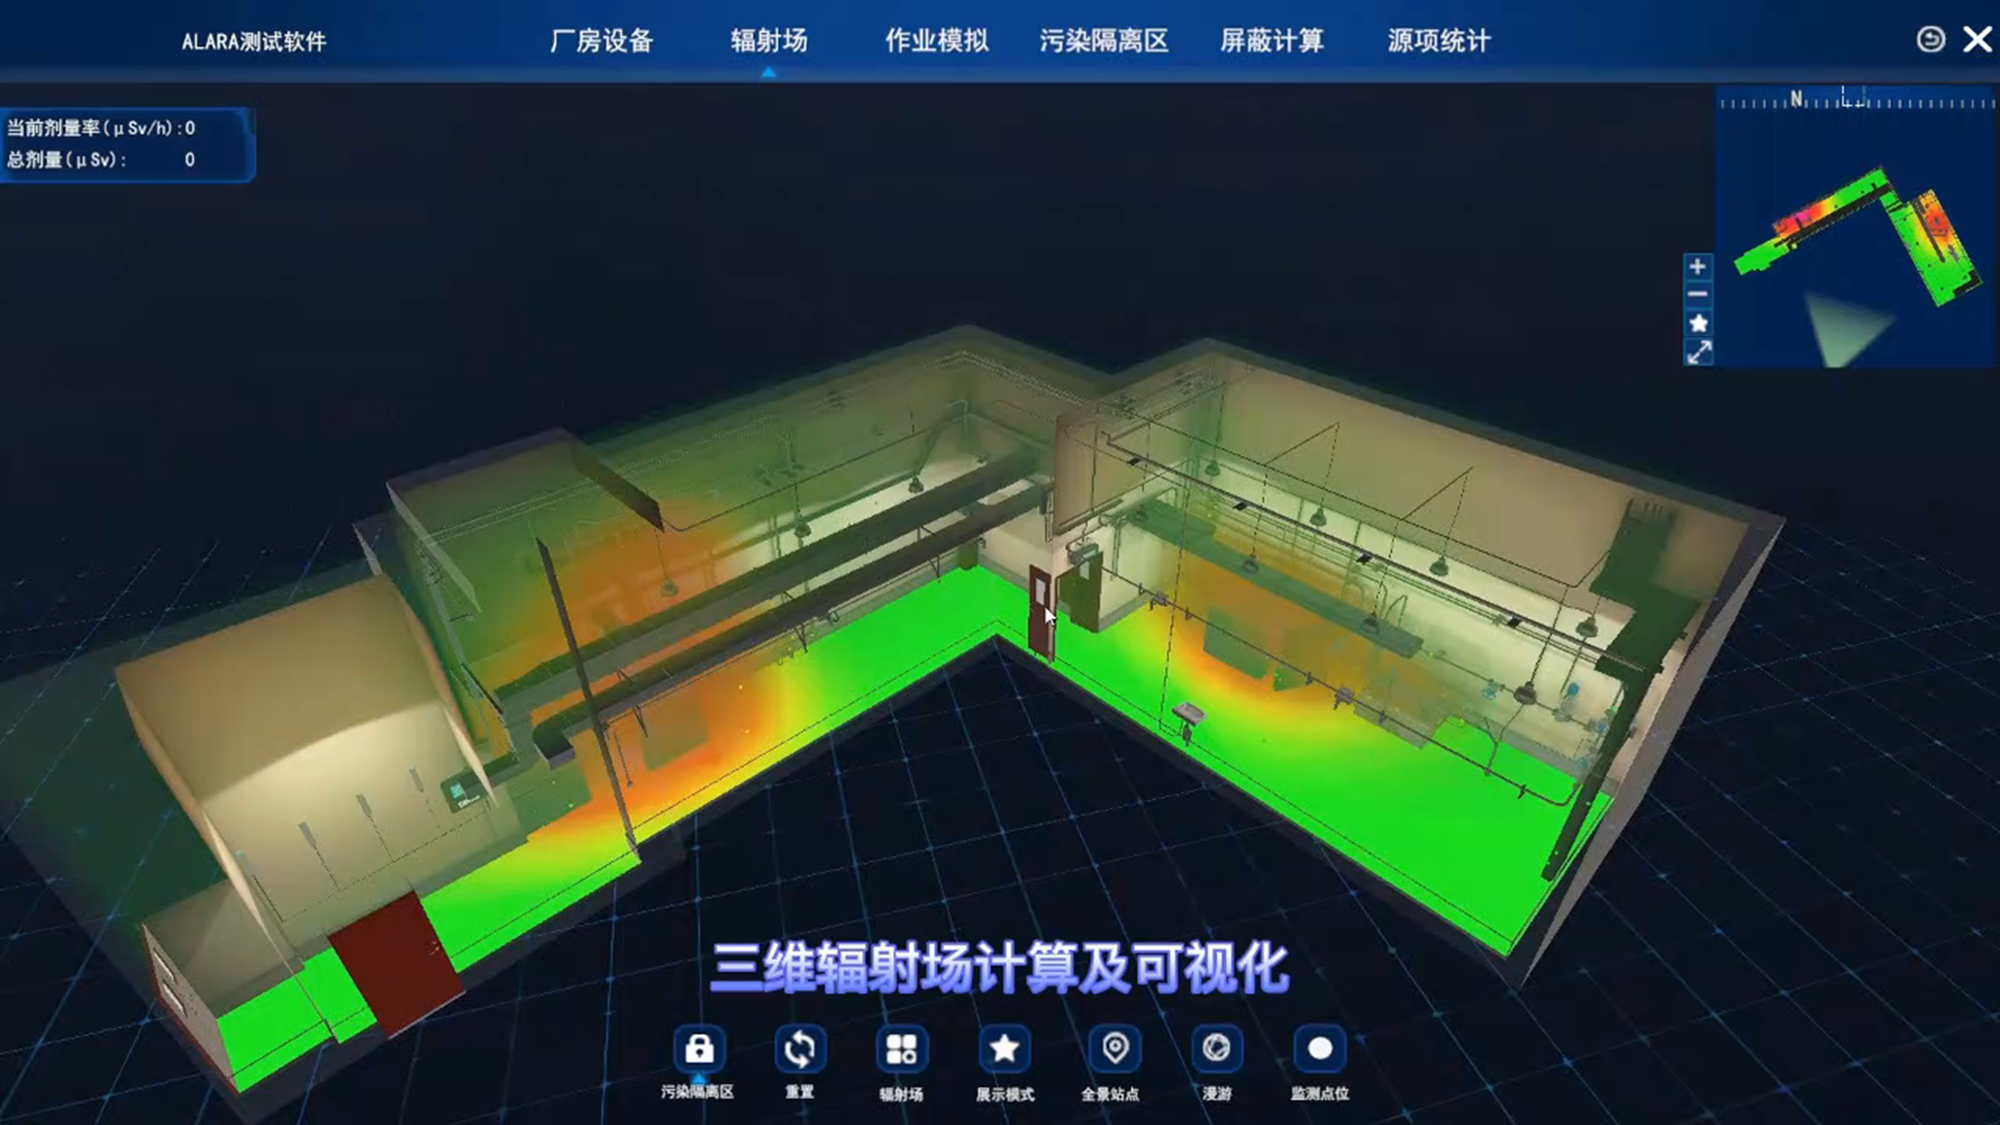 ALARA测试软件
厂房设备
辐射场
作业模拟
污染隔离区
屏蔽计算
源项统计
当前剂量率(μSv/h):0
总剂量(μSv): 0
N
三维辐射场计算及可视化
污染隔离区
重置
辐射场
展示模式
全景站点
漫游
监测点位